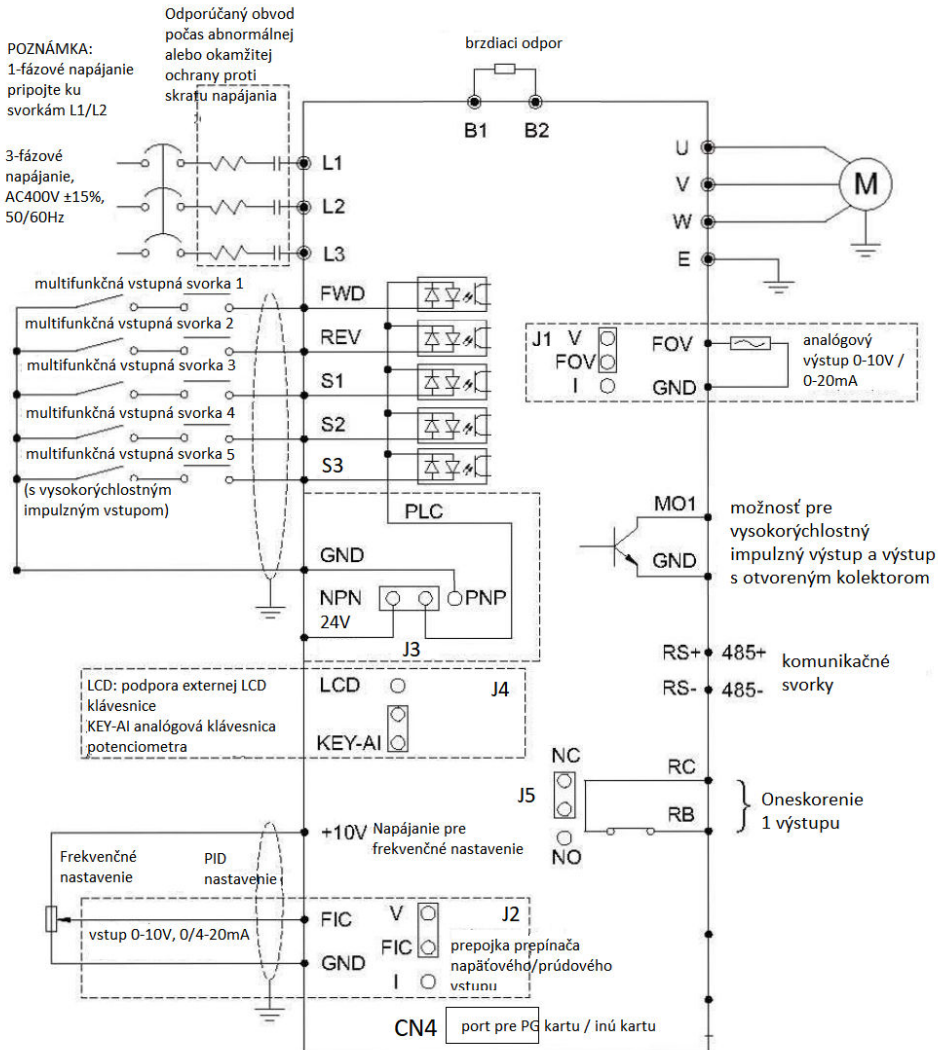 Odporúčaný obvod
počas abnormálnej
alebo okamžitej
ochrany proti
skratu napájania
POZNÁMKA:
1-fázové napájanie
pripojte ku
svorkám L1/L2
brzdiaci odpor
B1 B2
3-fázové
napájanie,
AC400V ±15%,
50/60Hz
L1
L2
L3
U
V
W
E
M
multifunkčná vstupná svorka 1
FWD
multifunkčná vstupná svorka 2
REV
multifunkčná vstupná svorka 3
S1
multifunkčná vstupná svorka 4
S2
multifunkčná vstupná svorka 5
S3
(s vysokorýchlostným
impulzným vstupom)
J1 V
FOV
I
FOV
GND
analógový
výstup 0-10V /
0-20mA
PLC
GND
NPN
24V
PNP
J3
MO1
GND
možnosť pre
vysokorýchlostný
impulzný výstup a výstup
s otvoreným kolektorom
RS+ 485+
RS- 485-
komunikačné
svorky
LCD: podpora externej LCD
klávesnice
KEY-AI analógová klávesnica
potenciometra
LCD
J4
KEY-AI
NC
J5
NO
RC
RB
Oneskorenie
1 výstupu
+10V Napájanie pre
frekvenčné nastavenie
Frekvenčné
nastavenie
PID
nastavenie
vstup 0-10V, 0/4-20mA
FIC
GND
V
FIC
I
J2
prepojka prepínača
napäťového/prúdového
vstupu
CN4 port pre PG kartu / inú kartu